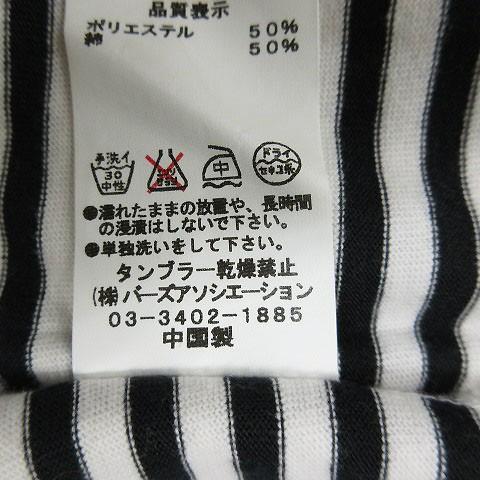 品質表示
ポリエステル 50%
綿 50%
手洗イ
30
中性
中
ドライ
セキユ系
●濡れたままの放置や、長時間
の浸漬はしないで下さい。
●単独洗いをして下さい。
タンブラー乾燥禁止
(株)バーズアソシエーション
03-3402-1885
中国製